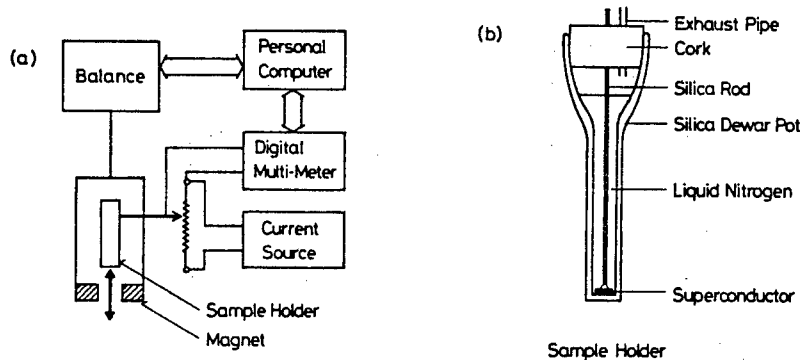 (a)
Balance
Personal
Computer
Digital
Multi-Meter
Current
Source
Sample Holder
Magnet
(b)
Exhaust Pipe
Cork
Silica Rod
Silica Dewar Pot
Liquid Nitrogen
Superconductor
Sample Holder